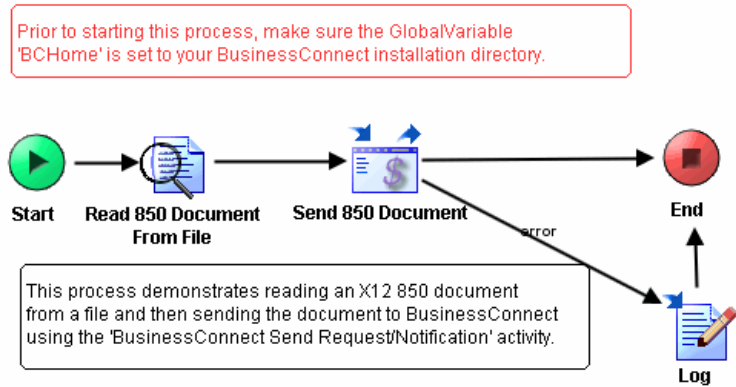 Prior to starting this process, make sure the GlobalVariable
'BCHome' is set to your BusinessConnect installation directory.
Start
Read 850 Document
From File
Send 850 Document
End
error
This process demonstrates reading an X12 850 document
from a file and then sending the document to BusinessConnect
using the 'BusinessConnect Send Request/Notification' activity.
Log